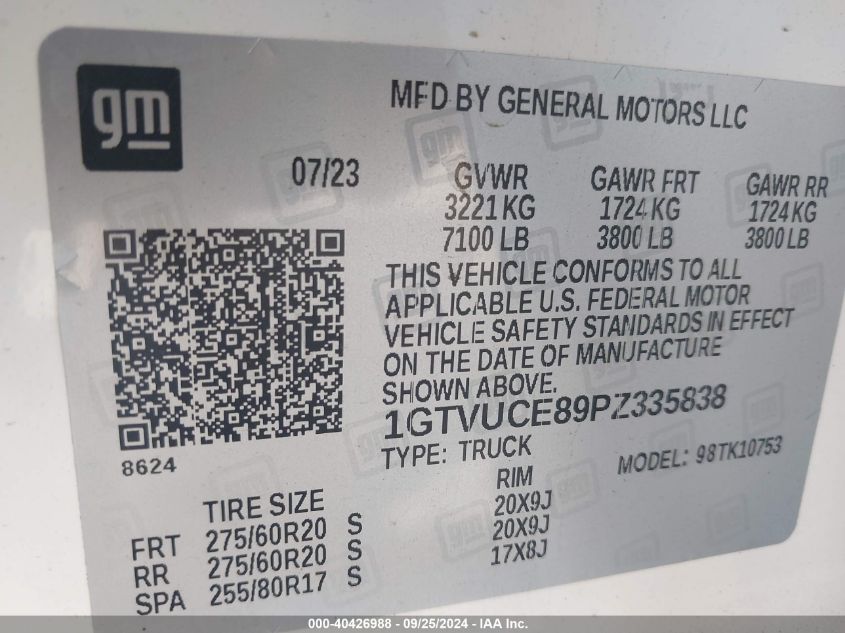 gm
MFD BY GENERAL MOTORS LLC
07/23
GVWR GAWR FRT GAWR RR
3221 KG 1724 KG 1724 KG
7100 LB 3800 LB 3800 LB
THIS VEHICLE CONFORMS TO ALL
APPLICABLE U.S. FEDERAL MOTOR
VEHICLE SAFETY STANDARDS IN EFFECT
ON THE DATE OF MANUFACTURE
SHOWN ABOVE.
1GTVUCE89PZ335838
TYPE: TRUCK MODEL: 98TK10753
8624
TIRE SIZE RIM
FRT 275/60R20 S 20X9J
RR 275/60R20 S 20X9J
SPA 255/80R17 S 17X8J
000-40426988 - 09/25/2024 - IAA Inc.